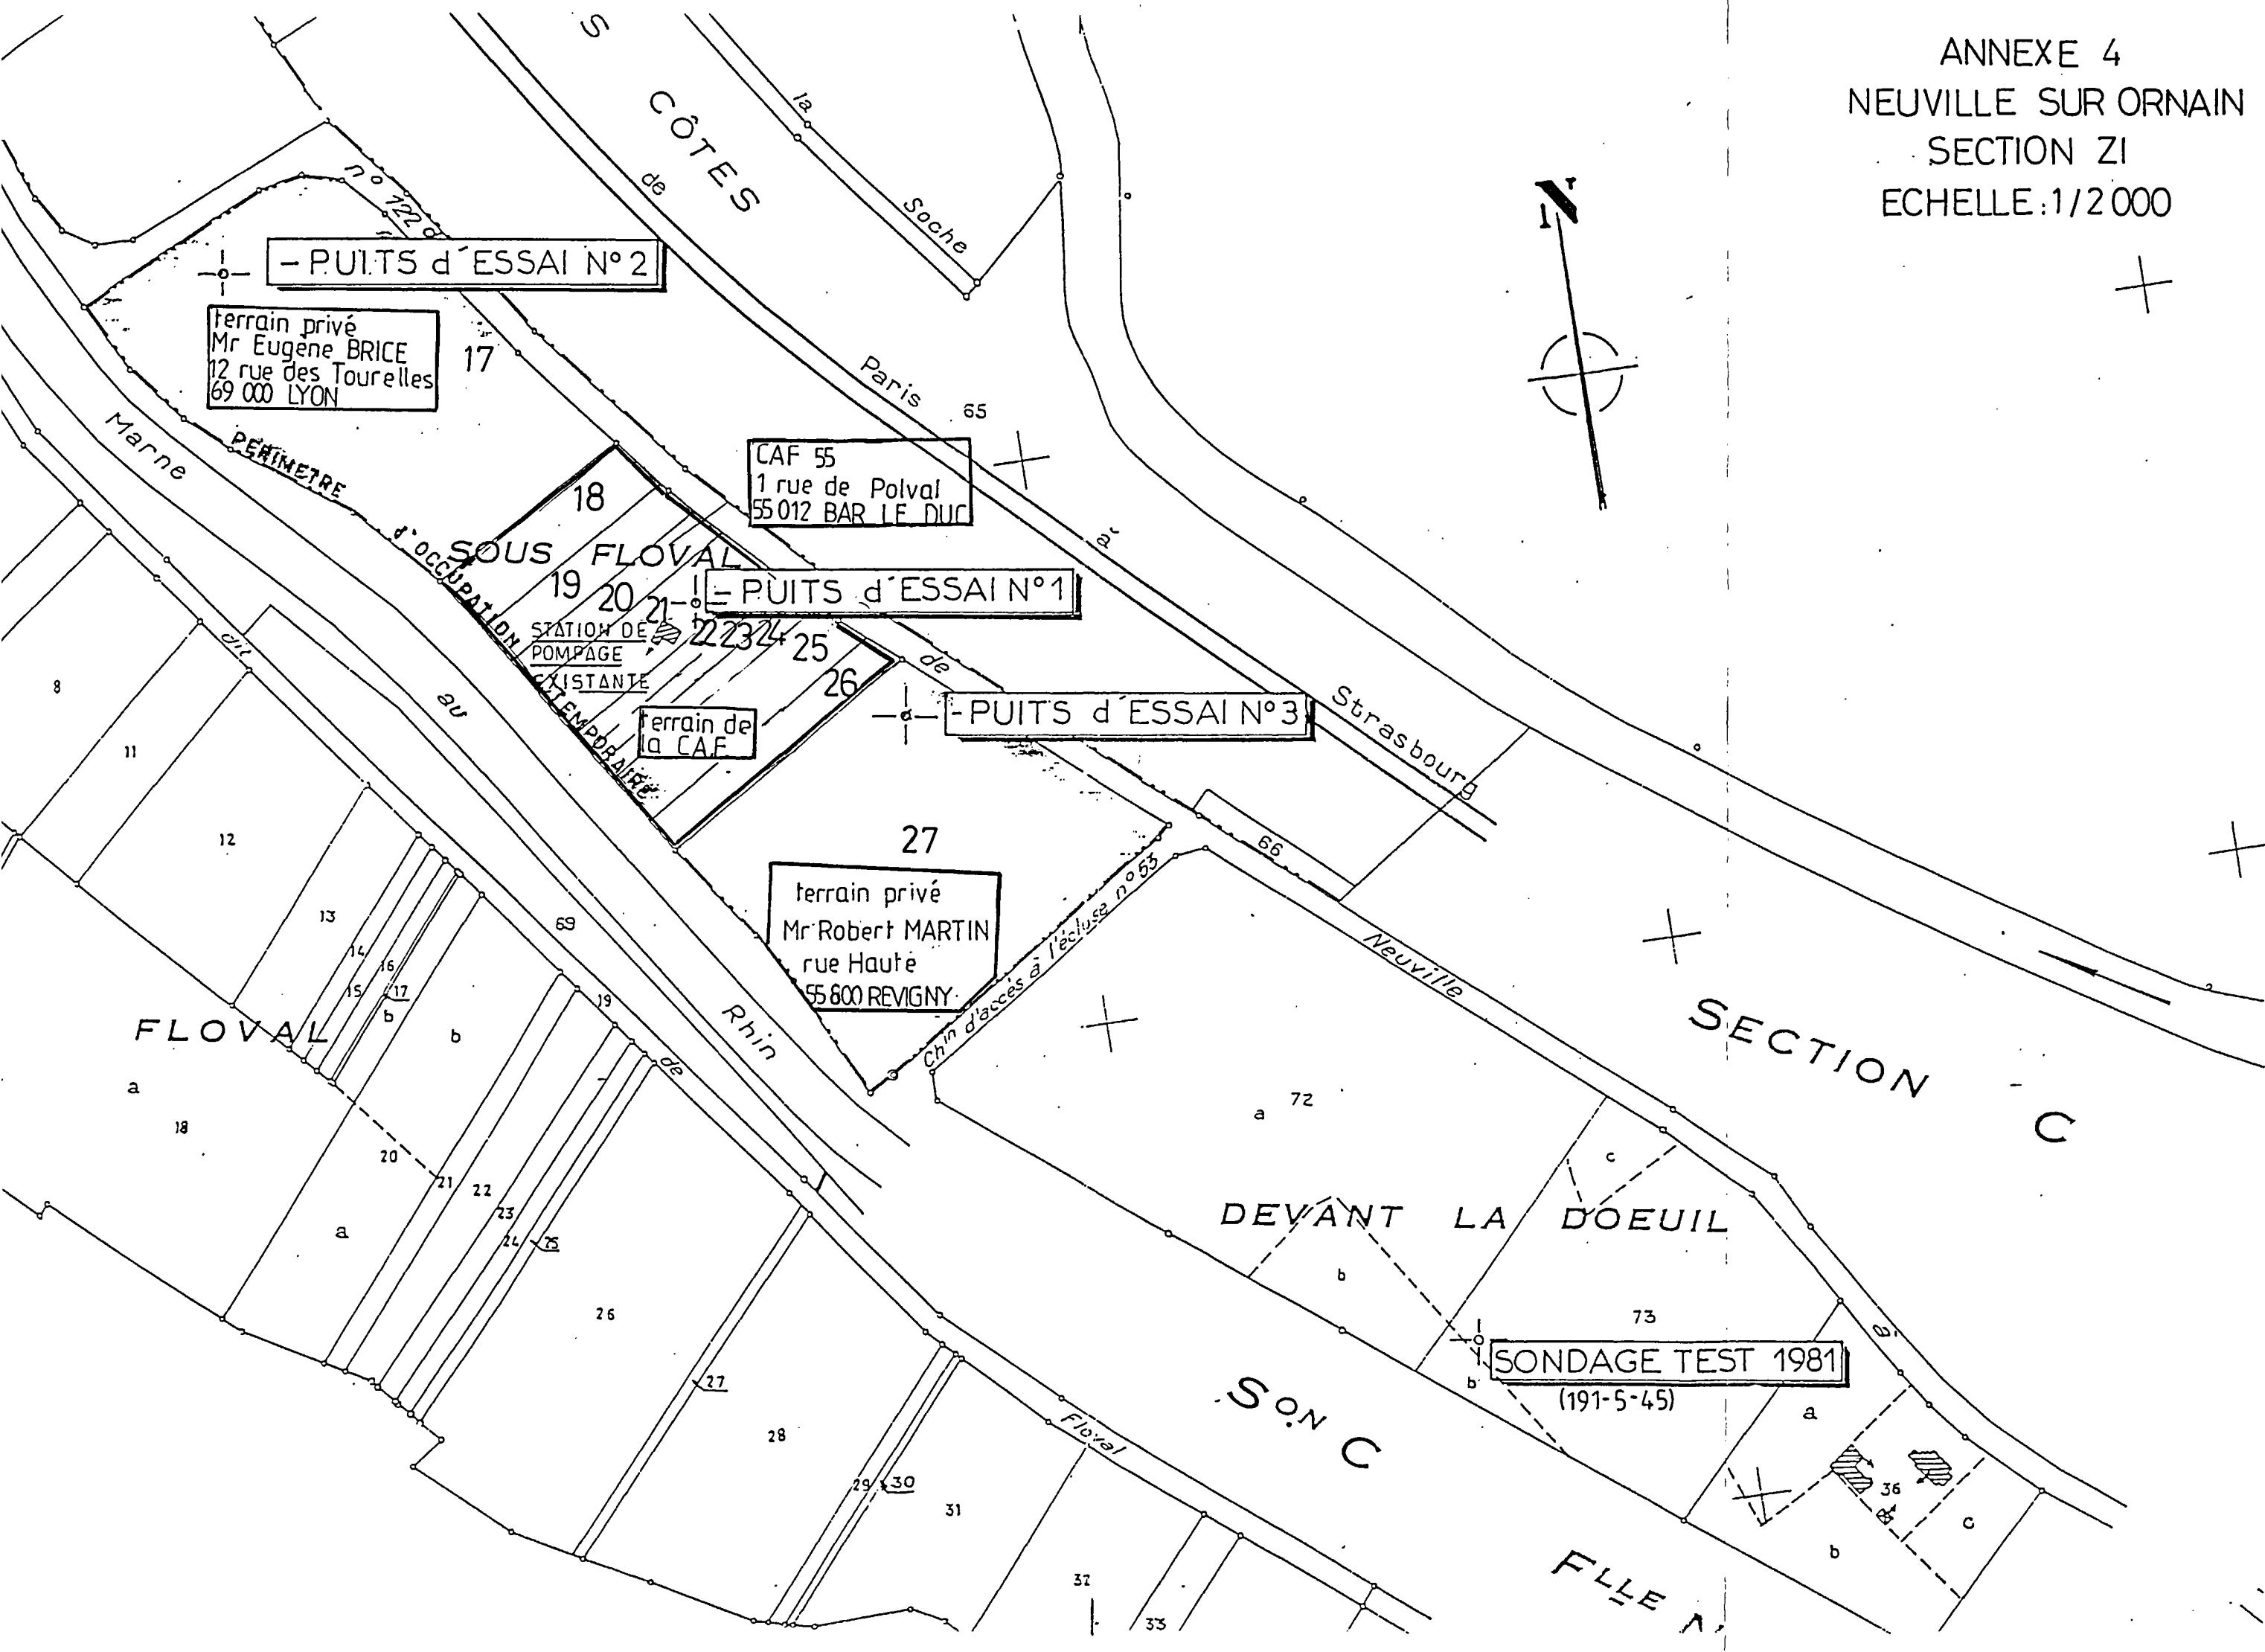 ANNEXE 4
NEUVILLE SUR ORNAIN
SECTION ZI
ECHELLE:1/2000
N
S
CÔTES
la
Soche
de
n° 122 d
- PUITS d'ESSAI N° 2
terrain privé
Mr Eugène BRICE
12 rue des Tourelles
69 000 LYON
17
Paris
65
Marne
PERIMETRE
d'OCCUPATION
TEMPORAIRE
CAF 55
1 rue de Polval
55 012 BAR LE DUC
à
18
SOUS FLOVAL
19
20
21
= PUITS d'ESSAI N° 1
22
23
24
25
26
STATION DE
POMPAGE
EXISTANTE
dit
au
de
Strasbourg
- PUITS d'ESSAI N° 3
terrain de
la C.A.F
8
11
12
27
66
terrain privé
Mr Robert MARTIN
rue Haute
55 800 REVIGNY
Chin d'accès à l'écluse n° 53
Neuville
13
14
15
16
17
b
69
19
b
FLOVAL
a
18
Rhin
de
SECTION C
a
72
c
20
21
22
23
24
25
a
DEVANT LA DOEUIL
b
73
26
27
28
SONDAGE TEST 1981
(191-5-45)
b
a
à
Son C
Floval
29
30
31
36
c
b
32
33
Flle N